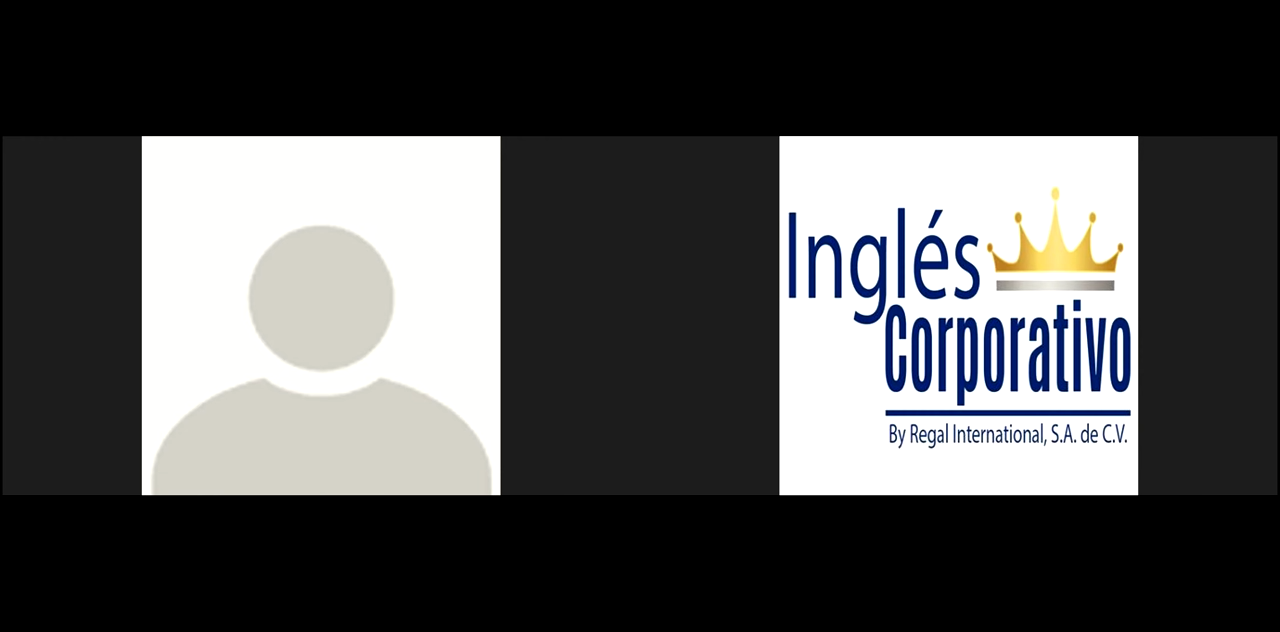 Inglés
Corporativo
By Regal International, S.A. de C.V.